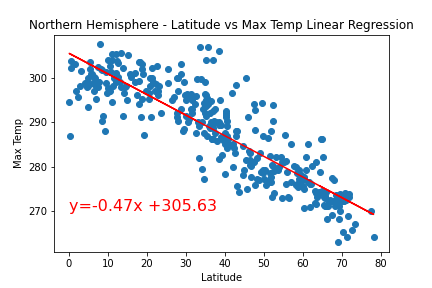 Northern Hemisphere - Latitude vs Max Temp Linear Regression
300
290
280
270
Max Temp
y=-0.47x +305.63
0 10 20 30 40 50 60 70 80
Latitude